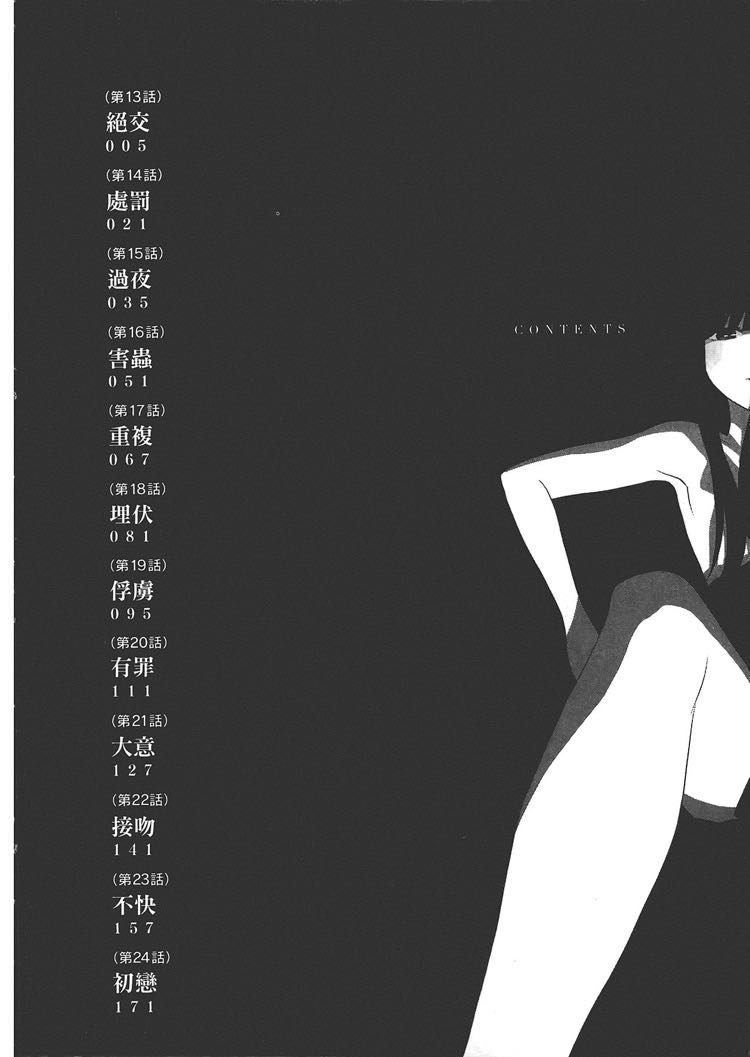 (第13話)
絕交
005
(第14話)
處罰
021
(第15話)
過夜
035
(第16話)
害蟲
051
(第17話)
重複
067
(第18話)
埋伏
081
(第19話)
俘虜
095
(第20話)
有罪
111
(第21話)
大意
127
(第22話)
接吻
141
(第23話)
不快
157
(第24話)
初戀
171
CONTENTS